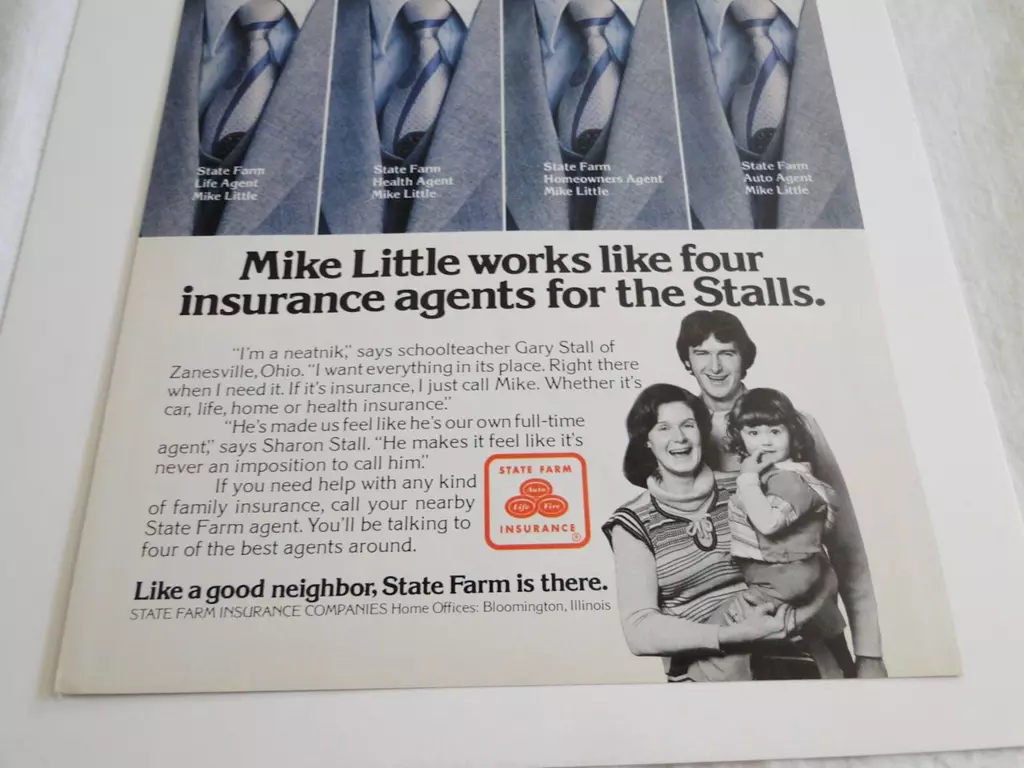 State Farm
Life Agent
Mike Little
State Farm
Health Agent
Mike Little
State Farm
Homeowners Agent
Mike Little
State Farm
Auto Agent
Mike Little
Mike Little works like four
insurance agents for the Stalls.
"I'm a neatnik," says schoolteacher Gary Stall of
Zanesville, Ohio. "I want everything in its place. Right there
when I need it. If it's insurance, I just call Mike. Whether it's
car, life, home or health insurance."
"He's made us feel like he's our own full-time
agent," says Sharon Stall. "He makes it feel like it's
never an imposition to call him."
If you need help with any kind
of family insurance, call your nearby
State Farm agent. You'll be talking to
four of the best agents around.
STATE FARM
Auto
Life Fire
INSURANCE
®
Like a good neighbor, State Farm is there.
STATE FARM INSURANCE COMPANIES Home Offices: Bloomington, Illinois